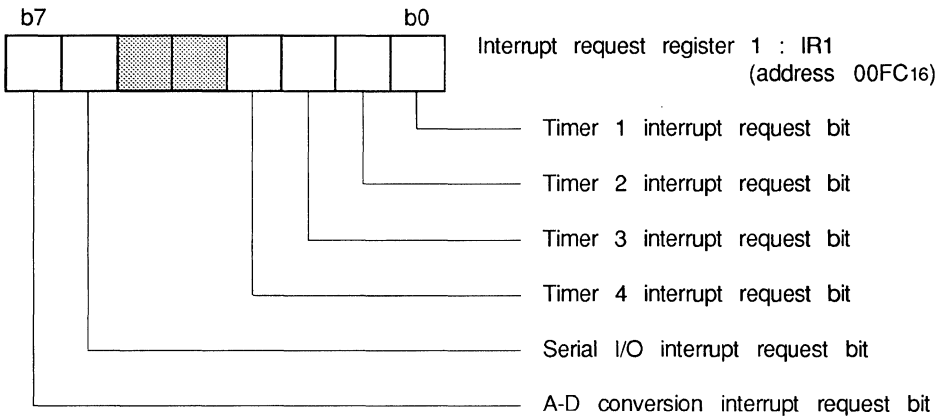 b7 b0
Interrupt request register 1 : IR1
(address 00FC16)
Timer 1 interrupt request bit
Timer 2 interrupt request bit
Timer 3 interrupt request bit
Timer 4 interrupt request bit
Serial I/O interrupt request bit
A-D conversion interrupt request bit